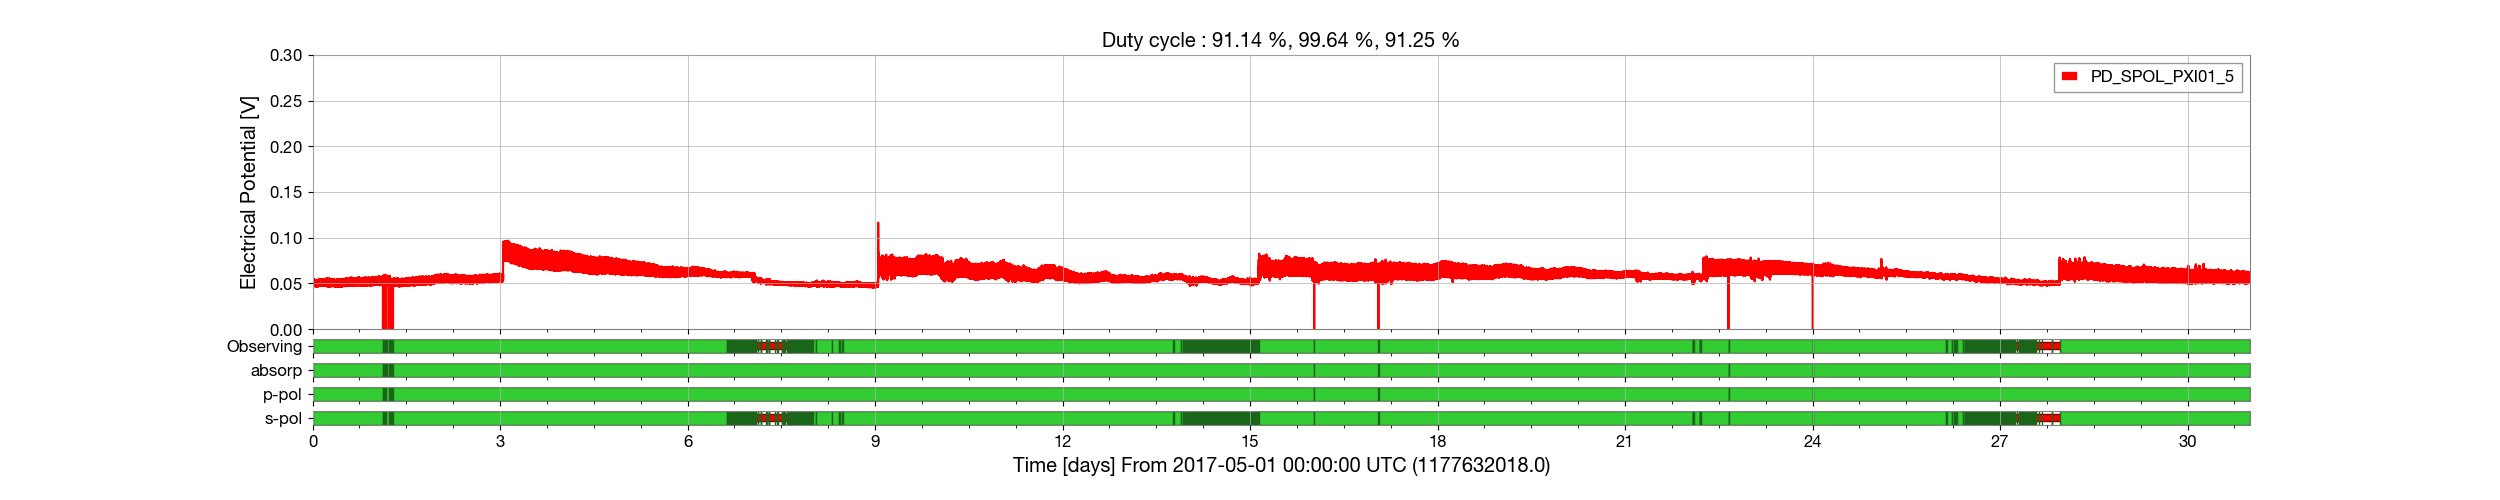 Duty cycle : 91.14 %, 99.64 %, 91.25 %
0.30
0.25
0.20
0.15
0.10
0.05
0.00
Electrical Potential [V]
PD_SPOL_PXI01_5
Observing
absorp
p-pol
s-pol
0 3 6 9 12 15 18 21 24 27 30
Time [days] From 2017-05-01 00:00:00 UTC (1177632018.0)